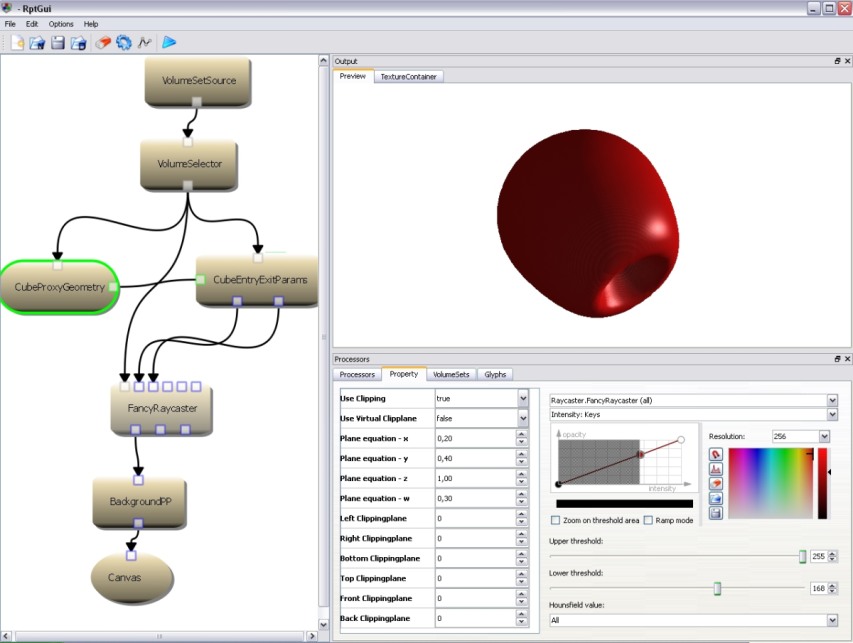 - RptGui
File Edit Options Help
VolumeSetSource
VolumeSelector
CubeProxyGeometry
CubeEntryExitParams
FancyRaycaster
BackgroundPP
Canvas
Output
Preview TextureContainer
Processors
Processors Property VolumeSets Glyphs
Use Clipping true
Use Virtual Clipplane false
Plane equation - x 0,20
Plane equation - y 0,40
Plane equation - z 1,00
Plane equation - w 0,30
Left Clippingplane 0
Right Clippingplane 0
Bottom Clippingplane 0
Top Clippingplane 0
Front Clippingplane 0
Back Clippingplane 0
Raycaster.FancyRaycaster (all)
Intensity: Keys
opacity
intensity
Resolution: 256
Zoom on threshold area Ramp mode
Upper threshold:
255
Lower threshold:
168
Hounsfield value:
All